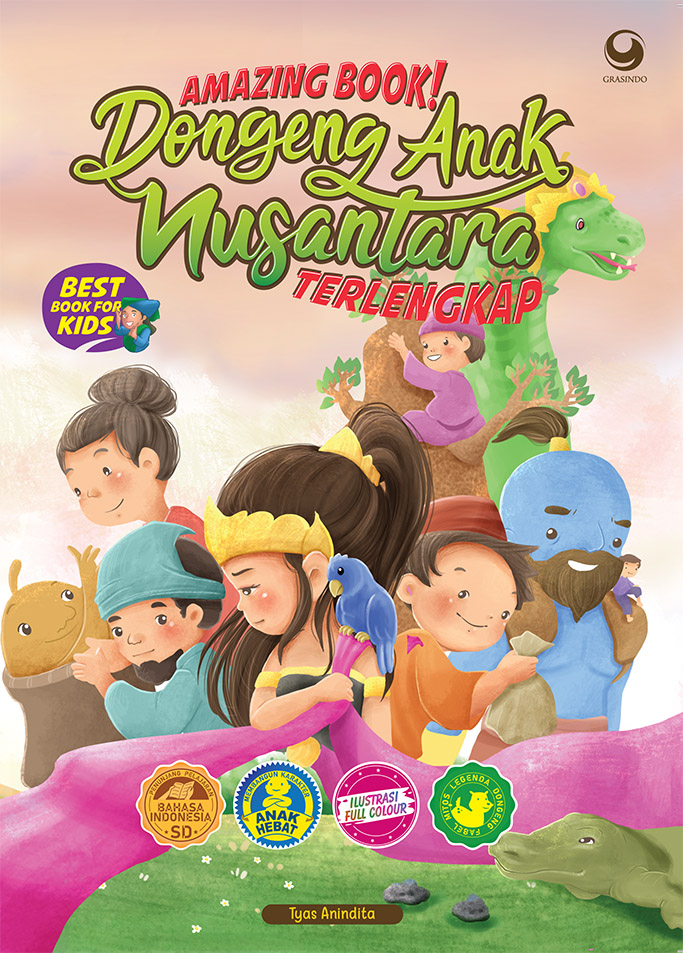 GRASINDO
AMAZING BOOK!
Dongeng Anak
Nusantara
TERLENGKAP
BEST
BOOK FOR
KIDS
PENUNJANG PELAJARAN
BAHASA
INDONESIA
SD
MEMBANGUN KARAKTER
ANAK
HEBAT
ILUSTRASI
FULL COLOUR
LEGENDA DONGENG
FABEL MITOS
Tyas Anindita